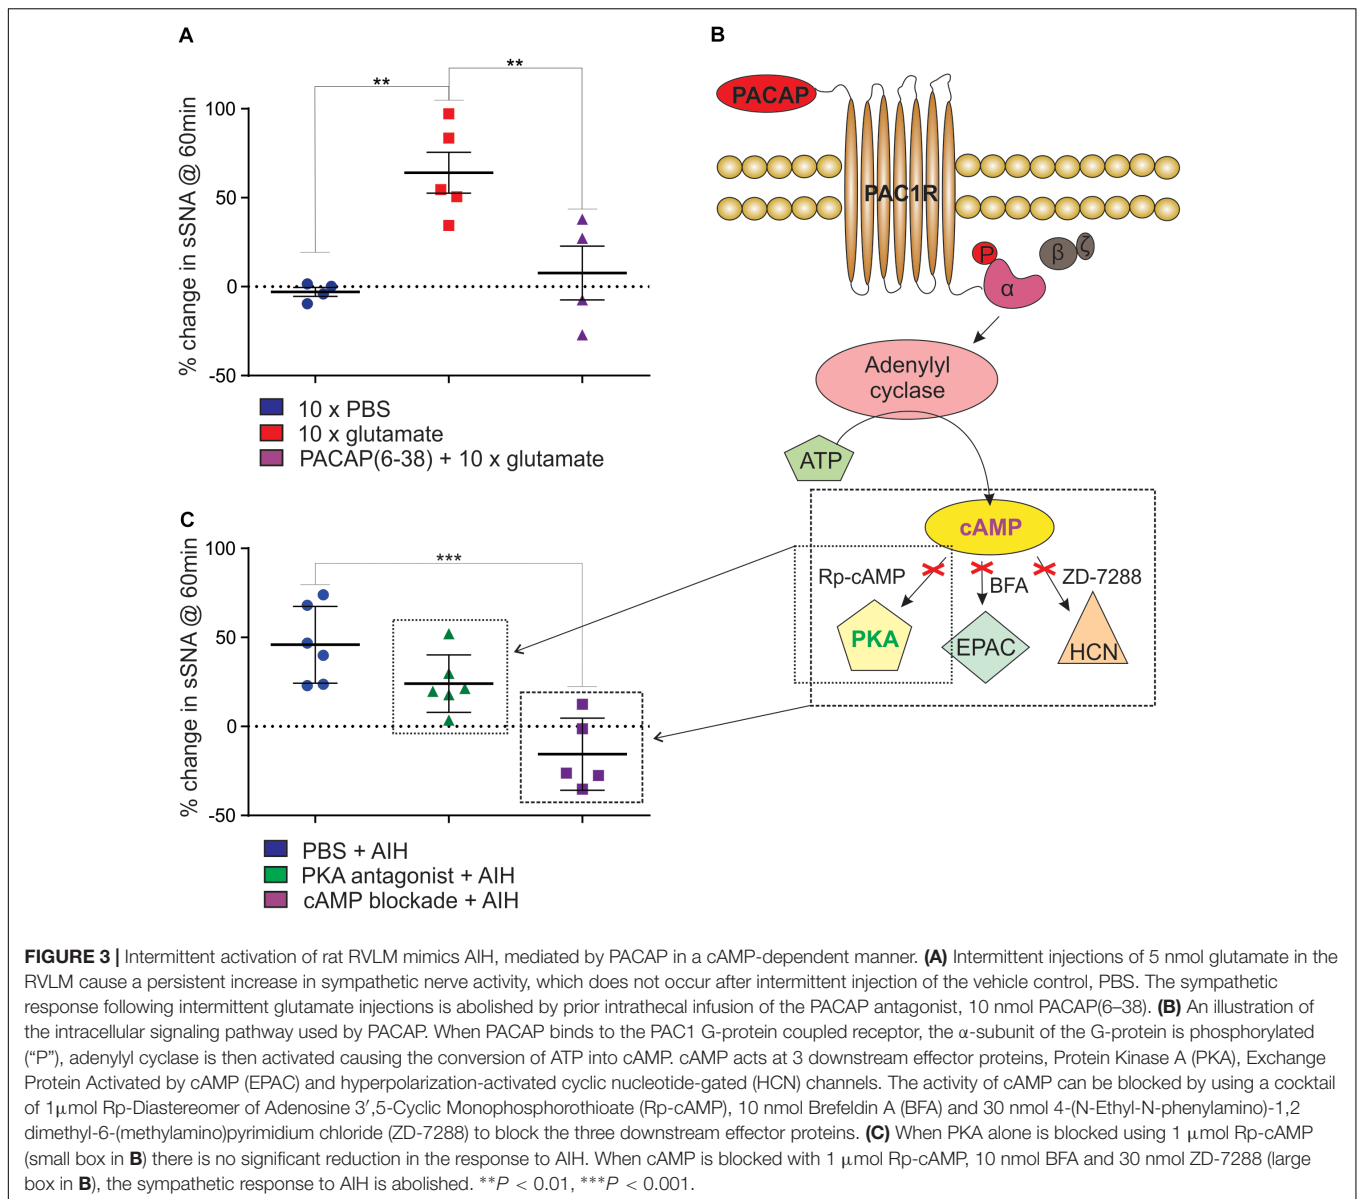 A
**
**
% change in sSNA @ 60min
100
50
0
-50
10 x PBS
10 x glutamate
PACAP(6-38) + 10 x glutamate
B
PACAP
PAC1R
P
β
ζ
α
Adenylyl
cyclase
ATP
cAMP
Rp-cAMP
BFA
ZD-7288
PKA
EPAC
HCN
C
***
% change in sSNA @ 60min
100
50
0
-50
PBS + AIH
PKA antagonist + AIH
cAMP blockade + AIH
FIGURE 3 | Intermittent activation of rat RVLM mimics AIH, mediated by PACAP in a cAMP-dependent manner. (A) Intermittent injections of 5 nmol glutamate in the
RVLM cause a persistent increase in sympathetic nerve activity, which does not occur after intermittent injection of the vehicle control, PBS. The sympathetic
response following intermittent glutamate injections is abolished by prior intrathecal infusion of the PACAP antagonist, 10 nmol PACAP(6–38). (B) An illustration of
the intracellular signaling pathway used by PACAP. When PACAP binds to the PAC1 G-protein coupled receptor, the α-subunit of the G-protein is phosphorylated
(“P”), adenylyl cyclase is then activated causing the conversion of ATP into cAMP. cAMP acts at 3 downstream effector proteins, Protein Kinase A (PKA), Exchange
Protein Activated by cAMP (EPAC) and hyperpolarization-activated cyclic nucleotide-gated (HCN) channels. The activity of cAMP can be blocked by using a cocktail
of 1μmol Rp-Diastereomer of Adenosine 3′,5-Cyclic Monophosphorothioate (Rp-cAMP), 10 nmol Brefeldin A (BFA) and 30 nmol 4-(N-Ethyl-N-phenylamino)-1,2
dimethyl-6-(methylamino)pyrimidium chloride (ZD-7288) to block the three downstream effector proteins. (C) When PKA alone is blocked using 1 μmol Rp-cAMP
(small box in B) there is no significant reduction in the response to AIH. When cAMP is blocked with 1 μmol Rp-cAMP, 10 nmol BFA and 30 nmol ZD-7288 (large
box in B), the sympathetic response to AIH is abolished. **P < 0.01, ***P < 0.001.